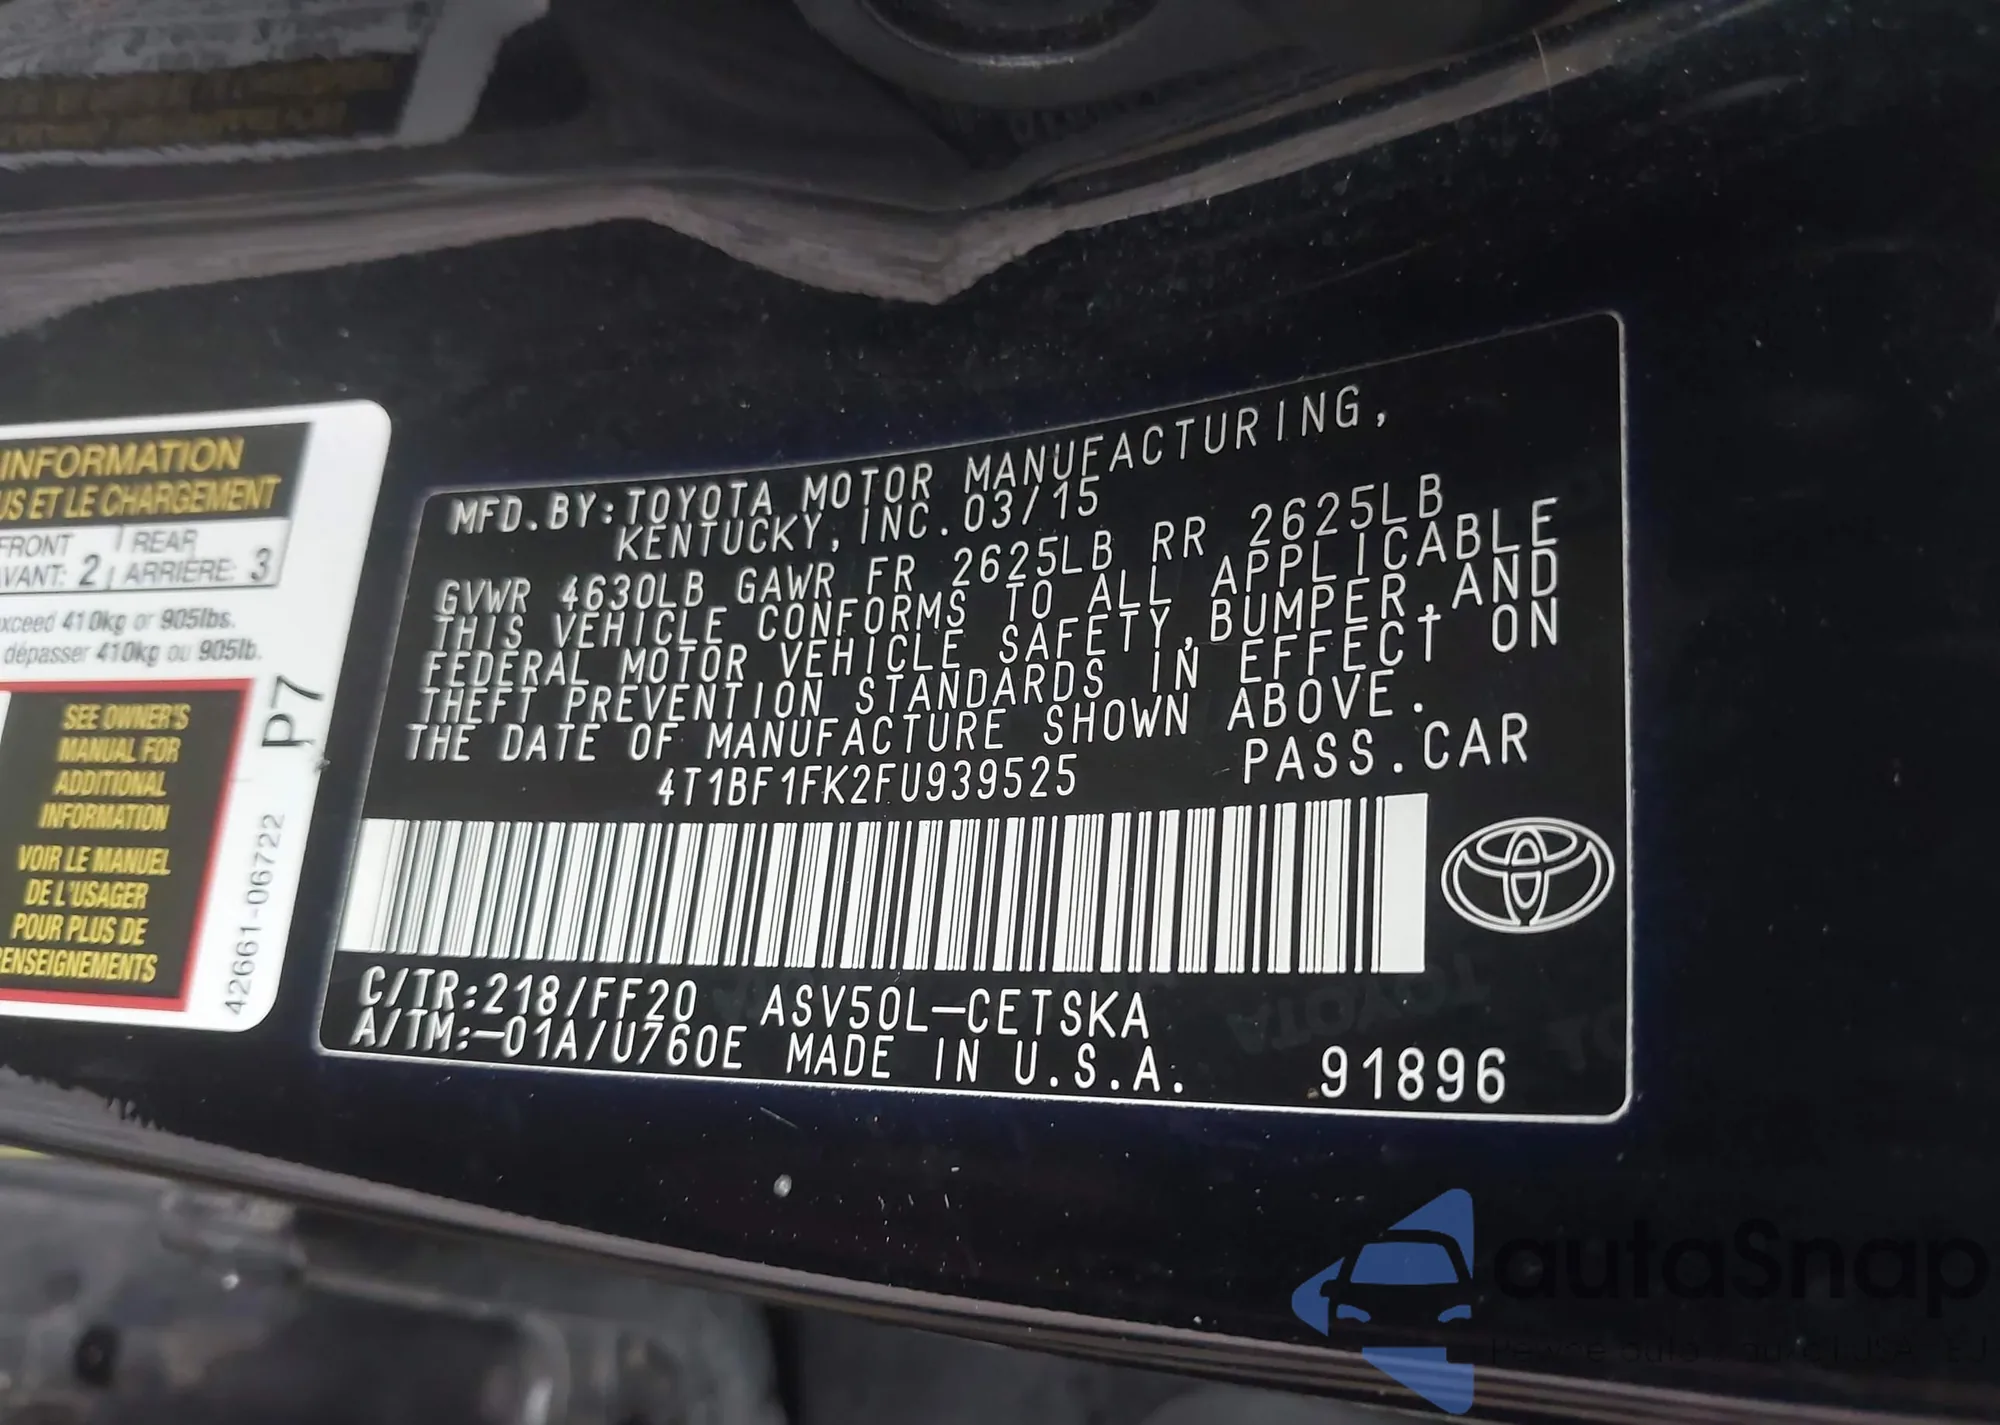 INFORMATION
US ET LE CHARGEMENT
FRONT 2 REAR 3
AVANT: ARRIÈRE:
exceed 410kg or 905lbs.
dépasser 410kg ou 905lb.
SEE OWNER'S
MANUAL FOR
ADDITIONAL
INFORMATION
VOIR LE MANUEL
DE L'USAGER
POUR PLUS DE
RENSEIGNEMENTS
P7
42661-06722
MFD.BY:TOYOTA MOTOR MANUFACTURING,
KENTUCKY, INC. 03/15
GVWR 4630LB GAWR FR 2625LB RR 2625LB
THIS VEHICLE CONFORMS TO ALL APPLICABLE
FEDERAL MOTOR VEHICLE SAFETY,BUMPER,AND
THEFT PREVENTION STANDARDS IN EFFECT ON
THE DATE OF MANUFACTURE SHOWN ABOVE.
4T1BF1FK2FU939525 PASS.CAR
C/TR:218/FF20 ASV50L-CETSKA
A/TM:-01A/U760E MADE IN U.S.A. 91896
autoSnap